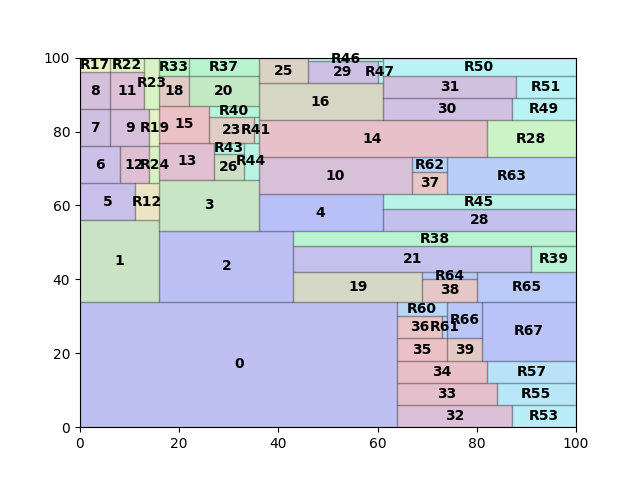 100
R17 R22 R33 R37 25 R46 R50
R23 29 R47
8 11 18 20 16 31 R51
80
30 R49
7 9 R19 15 R40
23 R41 14 R28
60
6 12 R24 13 R43
26 R44 10 R62 R63
37
5 R12 3 4 R45
28
40
1 2 R38
21 R39
19 R64
38 R65
20
0 R60 R66 R67
36 R61
35 39
34 R57
33 R55
32 R53
0
0 20 40 60 80 100